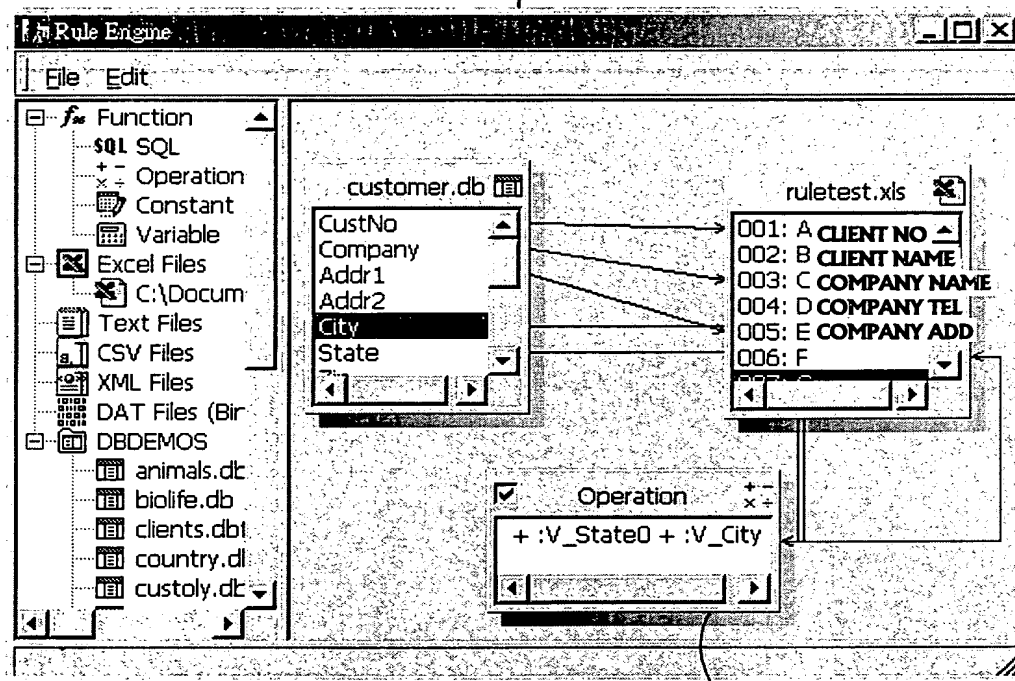 Rule Engine
File Edit
Function
SQL SQL
Operation
Constant
Variable
Excel Files
C:\Docum
Text Files
CSV Files
XML Files
DAT Files (Bir
DBDEMOS
animals.db
biolife.db
clients.dbf
country.dl
custoly.db
customer.db
CustNo
Company
Addr1
Addr2
City
State
ruletest.xls
001: A CLIENT NO
002: B CLIENT NAME
003: C COMPANY NAME
004: D COMPANY TEL
005: E COMPANY ADD
006: F
Operation
+ :V_State0 + :V_City